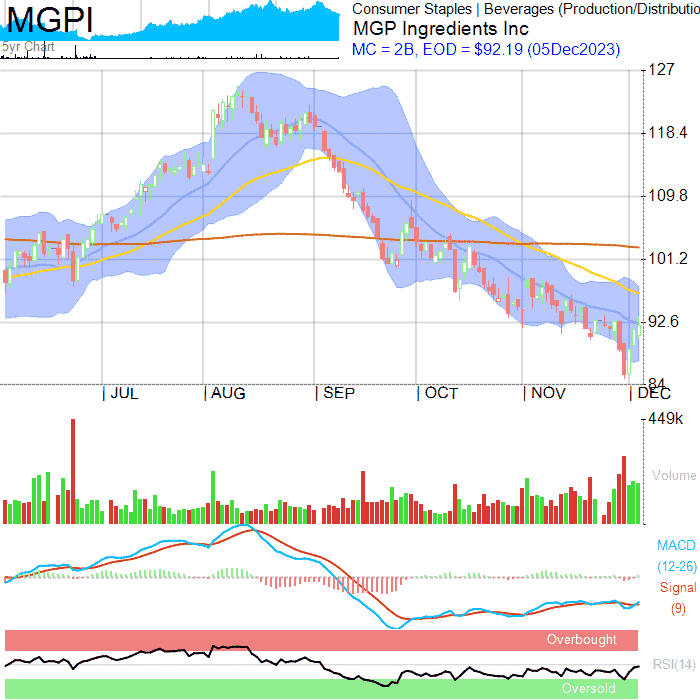 MGPI
5yr Chart
Consumer Staples | Beverages (Production/Distributio
MGP Ingredients Inc
MC = 2B, EOD = $92.19 (05Dec2023)
127
118.4
109.8
101.2
92.6
84
| JUL | AUG | SEP | OCT | NOV | DEC
449k
Volume
MACD
(12-26)
Signal
(9)
Overbought
RSI(14)
Oversold